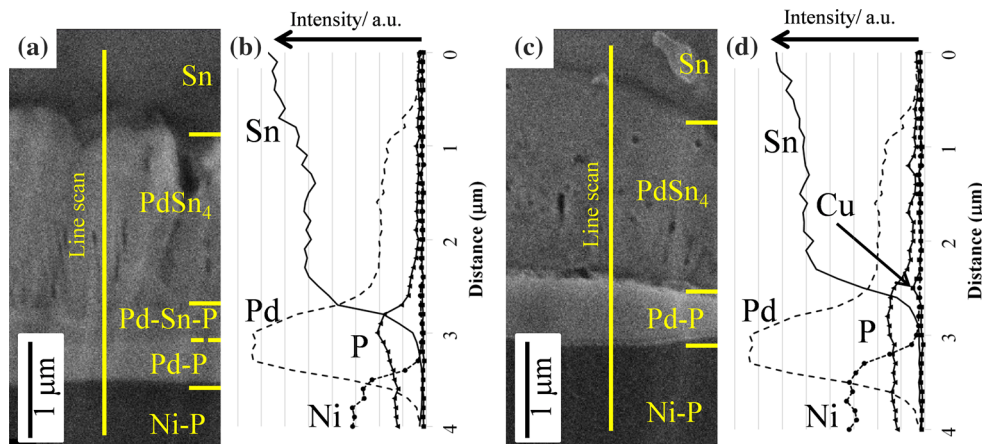 (a)
Sn
Line scan
PdSn₄
Pd-Sn-P
Pd-P
Ni-P
1 μm
Intensity/ a.u.
(b)
Sn
Pd
P
Ni
0
1
2
3
4
Distance (μm)
(c)
Sn
Line scan
PdSn₄
Pd-P
Ni-P
1 μm
Intensity/ a.u.
(d)
Sn
Cu
Pd
P
Ni
0
1
2
3
4
Distance (μm)